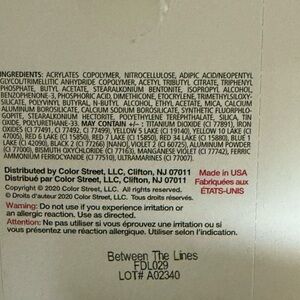 INGREDIENTS: ACRYLATES COPOLYMER, NITROCELLULOSE, ADIPIC ACID/NEOPENTYL
GLYCOL/TRIMELLITIC ANHYDRIDE COPOLYMER, ACETYL TRIBUTYL CITRATE, TRIPHENYL
PHOSPHATE, BUTYL ACETATE, STEARALKONIUM BENTONITE, ISOPROPYL ALCOHOL,
BENZOPHENONE-3, PHOSPHORIC ACID, DIMETHICONE, ETOCRYLENE, TRIMETHYLSILOXY-
SILICATE, POLYVINYL BUTYRAL, N-BUTYL ALCOHOL, ETHYL ACETATE, MICA, CALCIUM
ALUMINUM BOROSILICATE, CALCIUM SODIUM BOROSILICATE, SYNTHETIC FLUORPHLO-
GOPITE, STEARALKONIUM HECTORITE, POLYETHYLENE TEREPHTHALATE, SILICA, TIN
OXIDE, POLYURETHANE-33. MAY CONTAIN +/- : TITANIUM DIOXIDE (CI 77891), IRON
OXIDES (CI 77491, CI 77492, CI 77499), YELLOW 5 LAKE (CI 19140), YELLOW 10 LAKE (CI
47005), RED 6 LAKE (CI 15850), RED 7 LAKE (CI 15850), RED 34 LAKE (CI 15880), BLUE 1
LAKE (CI 42090), BLACK 2 (CI 77266) [NANO], VIOLET 2 (CI 60725), ALUMINUM POWDER
(CI 77000), BISMUTH OXYCHLORIDE (CI 77163), MANGANESE VIOLET (CI 77742), FERRIC
AMMONIUM FERROCYANIDE (CI 77510), ULTRAMARINES (CI 77007).
Distributed by Color Street, LLC, Clifton, NJ 07011
Distribué par Color Street, LLC, Clifton, NJ 07011
© Copyright © 2020 Color Street, LLC. All rights reserved.
© Droits d'auteur 2020 Color Street, LLC. Tous droits réservés.
Made in USA
Fabriquées aux
ÉTATS-UNIS
Warning: Do not use if you experience irritation or
an allergic reaction. Use as directed.
Attention: Ne pas utiliser si vous éprouvez une irritation ou si
vous présentez une réaction allergique. Utiliser selon l'indication.
Between The Lines
FDL029
LOT# A02340